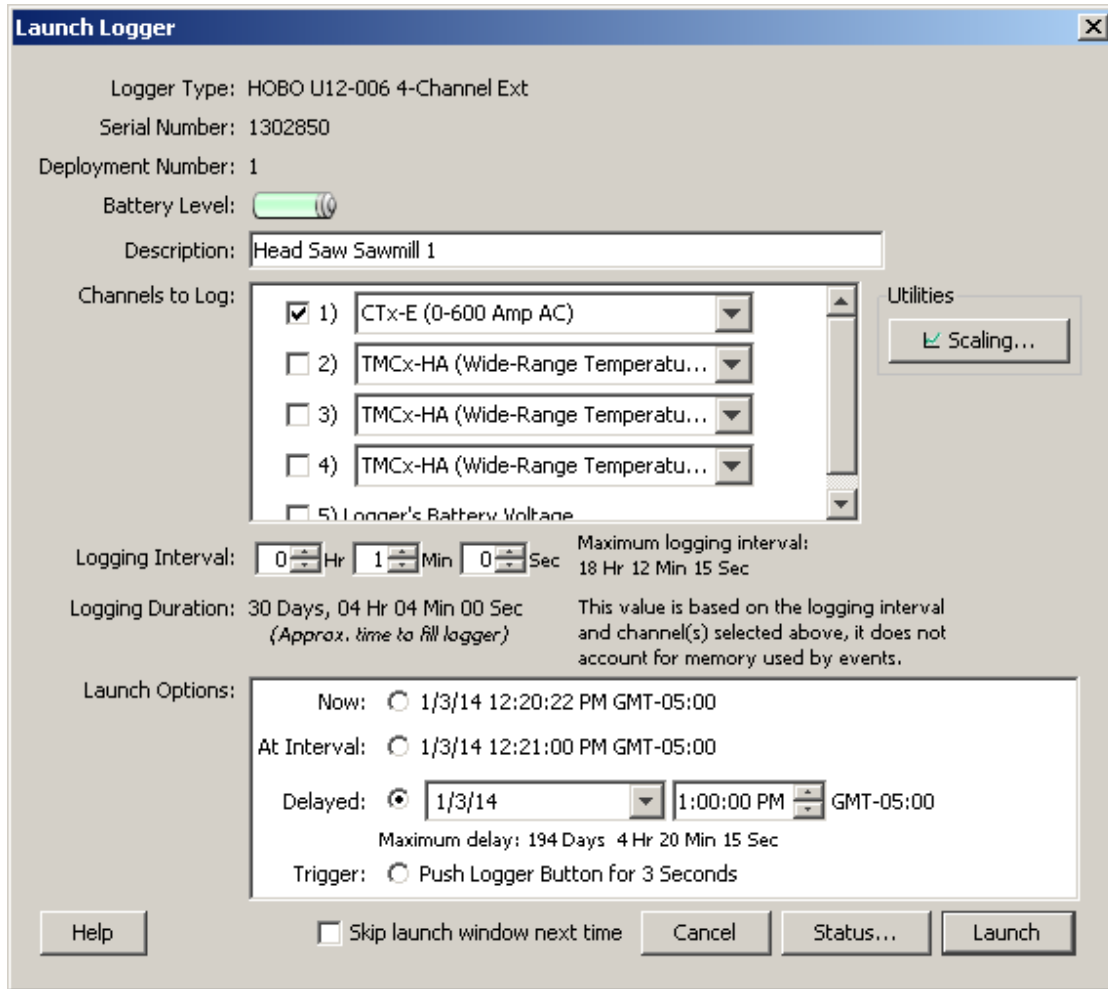 Launch Logger
Logger Type: HOBO U12-006 4-Channel Ext
Serial Number: 1302850
Deployment Number: 1
Battery Level:
Description: Head Saw Sawmill 1
Channels to Log:
1) CTx-E (0-600 Amp AC)
2) TMCx-HA (Wide-Range Temperatu...
3) TMCx-HA (Wide-Range Temperatu...
4) TMCx-HA (Wide-Range Temperatu...
5) Logger's Battery Voltage
Utilities
Scaling...
Logging Interval: 0 Hr 1 Min 0 Sec
Maximum logging interval:
18 Hr 12 Min 15 Sec
Logging Duration: 30 Days, 04 Hr 04 Min 00 Sec
(Approx. time to fill logger)
This value is based on the logging interval
and channel(s) selected above, it does not
account for memory used by events.
Launch Options:
Now: 1/3/14 12:20:22 PM GMT-05:00
At Interval: 1/3/14 12:21:00 PM GMT-05:00
Delayed: 1/3/14 1:00:00 PM GMT-05:00
Maximum delay: 194 Days 4 Hr 20 Min 15 Sec
Trigger: Push Logger Button for 3 Seconds
Help
Skip launch window next time
Cancel
Status...
Launch